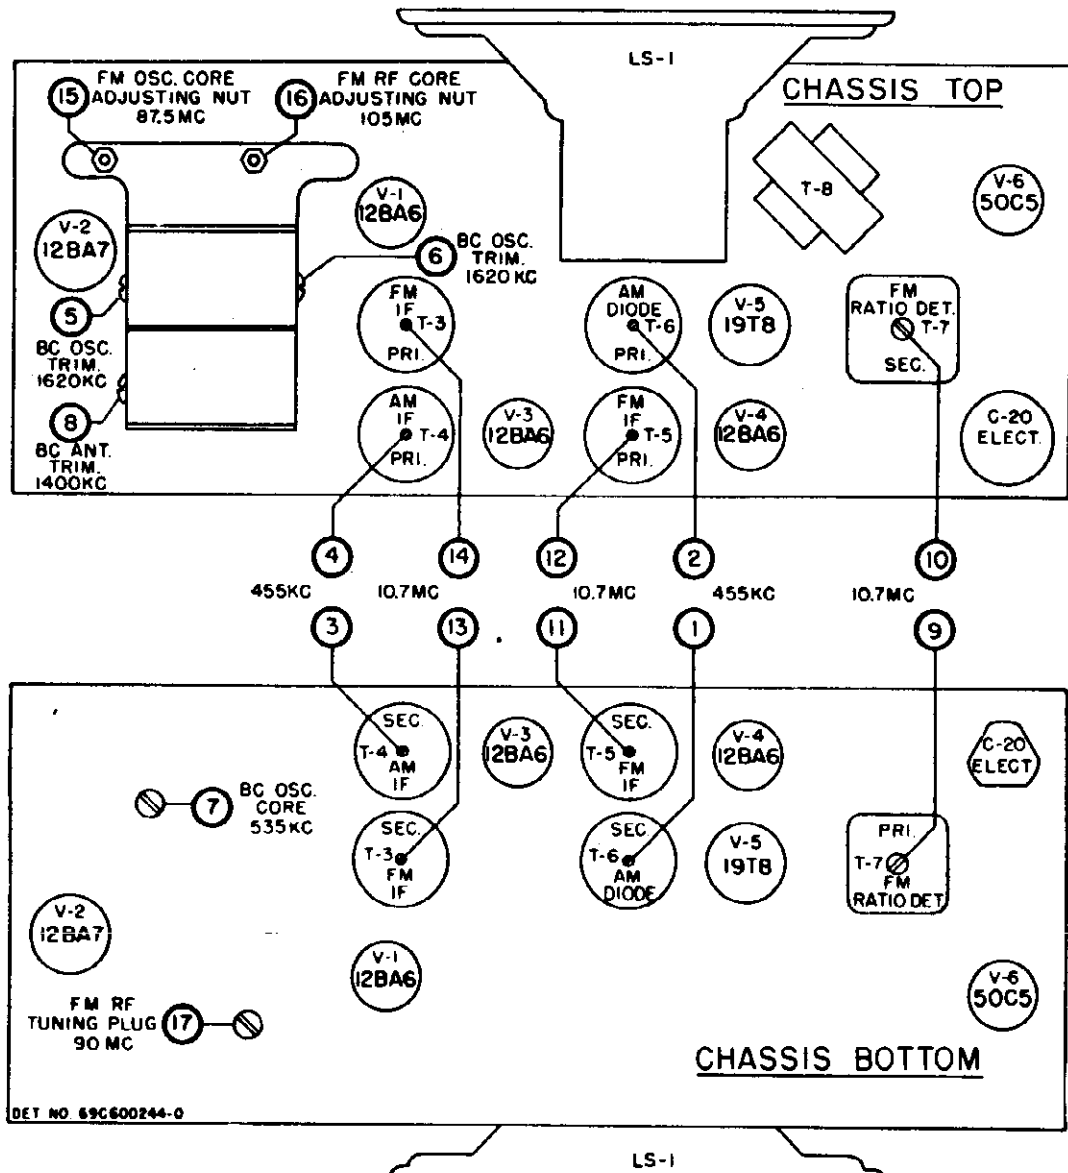 LS-1
CHASSIS TOP
15
FM OSC. CORE
ADJUSTING NUT
87.5MC
16
FM RF CORE
ADJUSTING NUT
105MC
V-2
12BA7
V-1
12BA6
6
BC OSC.
TRIM.
1620KC
T-8
V-6
50C5
5
BC OSC.
TRIM.
1620KC
8
BC ANT.
TRIM.
1400KC
FM
IF
T-3
PRI.
AM
DIODE
T-6
PRI.
V-5
19T8
FM
RATIO DET.
T-7
SEC.
AM
IF
T-4
PRI.
V-3
12BA6
FM
IF
T-5
PRI.
V-4
12BA6
C-20
ELECT.
4
14
12
2
10
455KC
10.7MC
10.7MC
455KC
10.7MC
3
13
11
1
9
SEC.
T-4
AM
IF
V-3
12BA6
SEC.
T-5
FM
IF
V-4
12BA6
C-20
ELECT
7
BC OSC.
CORE
535KC
SEC.
T-3
FM
IF
SEC.
T-6
AM
DIODE
V-5
19T8
PRI.
T-7
FM
RATIO DET
V-2
12BA7
V-1
12BA6
V-6
50C5
FM RF
TUNING PLUG
90 MC
17
CHASSIS BOTTOM
DET NO. 69C600244-0
LS-1